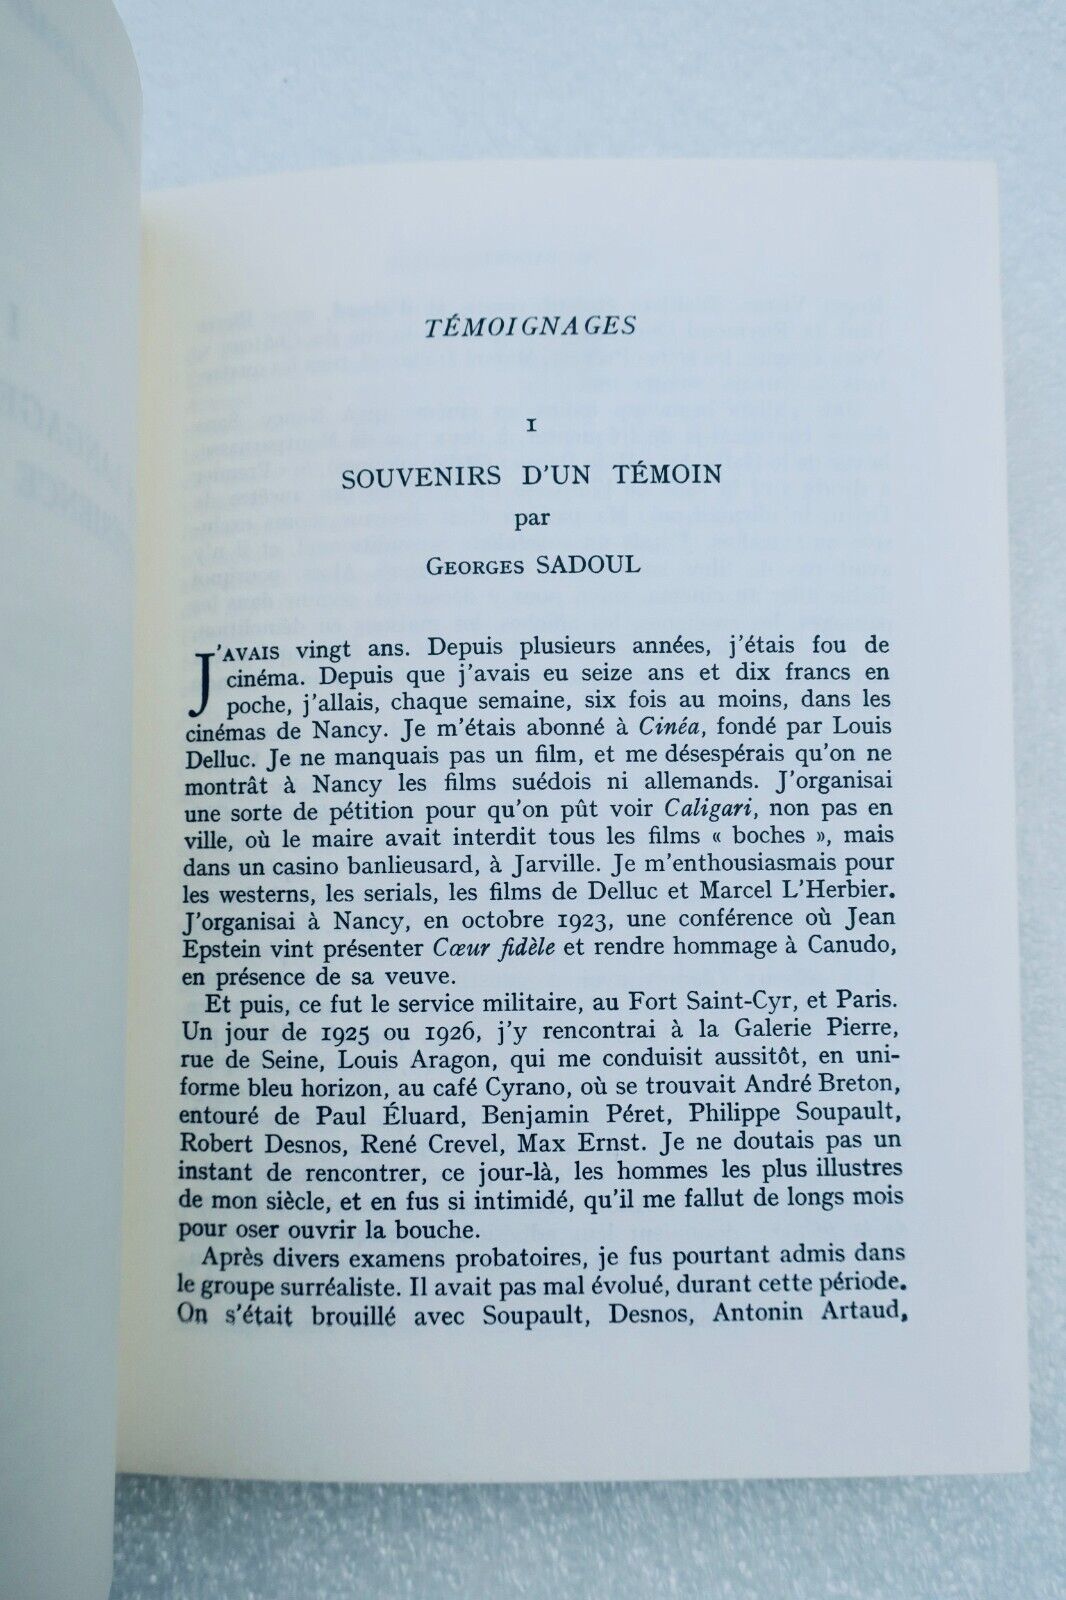 TÉMOIGNAGES
I
SOUVENIRS D'UN TÉMOIN
par
GEORGES SADOUL
J'AVAIS vingt ans. Depuis plusieurs années, j'étais fou de
cinéma. Depuis que j'avais eu seize ans et dix francs en
poche, j'allais, chaque semaine, six fois au moins, dans les
cinémas de Nancy. Je m'étais abonné à Cinéa, fondé par Louis
Delluc. Je ne manquais pas un film, et me désespérais qu'on ne
montrât à Nancy les films suédois ni allemands. J'organisai
une sorte de pétition pour qu'on pût voir Caligari, non pas en
ville, où le maire avait interdit tous les films « boches », mais
dans un casino banlieusard, à Jarville. Je m'enthousiasmais pour
les westerns, les serials, les films de Delluc et Marcel L'Herbier.
J'organisai à Nancy, en octobre 1923, une conférence où Jean
Epstein vint présenter Cœur fidèle et rendre hommage à Canudo,
en présence de sa veuve.
Et puis, ce fut le service militaire, au Fort Saint-Cyr, et Paris.
Un jour de 1925 ou 1926, j'y rencontrai à la Galerie Pierre,
rue de Seine, Louis Aragon, qui me conduisit aussitôt, en uni-
forme bleu horizon, au café Cyrano, où se trouvait André Breton,
entouré de Paul Éluard, Benjamin Péret, Philippe Soupault,
Robert Desnos, René Crevel, Max Ernst. Je ne doutais pas un
instant de rencontrer, ce jour-là, les hommes les plus illustres
de mon siècle, et en fus si intimidé, qu'il me fallut de longs mois
pour oser ouvrir la bouche.
Après divers examens probatoires, je fus pourtant admis dans
le groupe surréaliste. Il avait pas mal évolué, durant cette période.
On s'était brouillé avec Soupault, Desnos, Antonin Artaud,